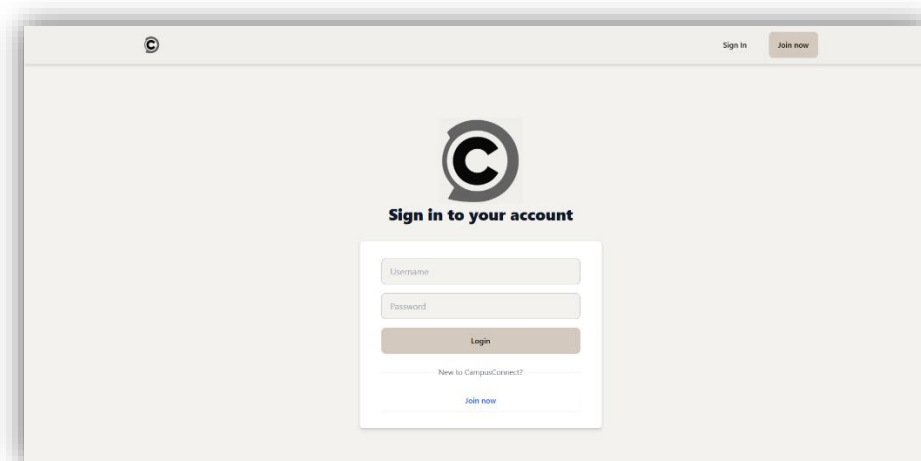 Sign In
Join now
Sign in to your account
Username
Password
Login
New to CampusConnect?
Join now